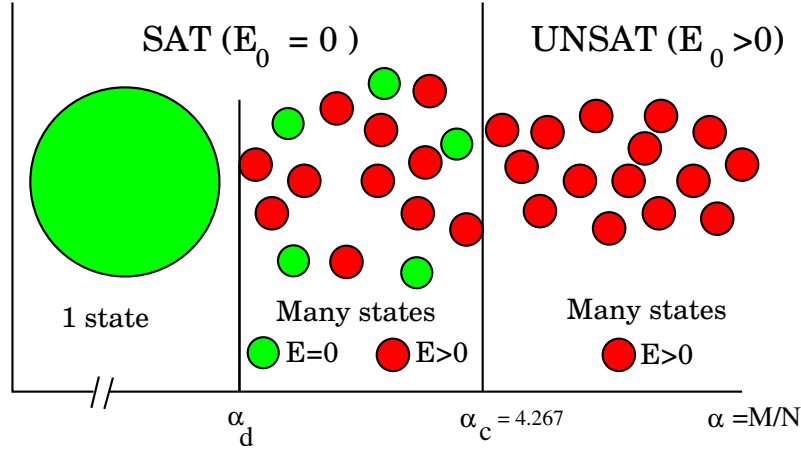 SAT (E0 = 0 )
UNSAT (E0 >0)
1 state
Many states
E=0
E>0
Many states
E>0
αd
αc = 4.267
α =M/N